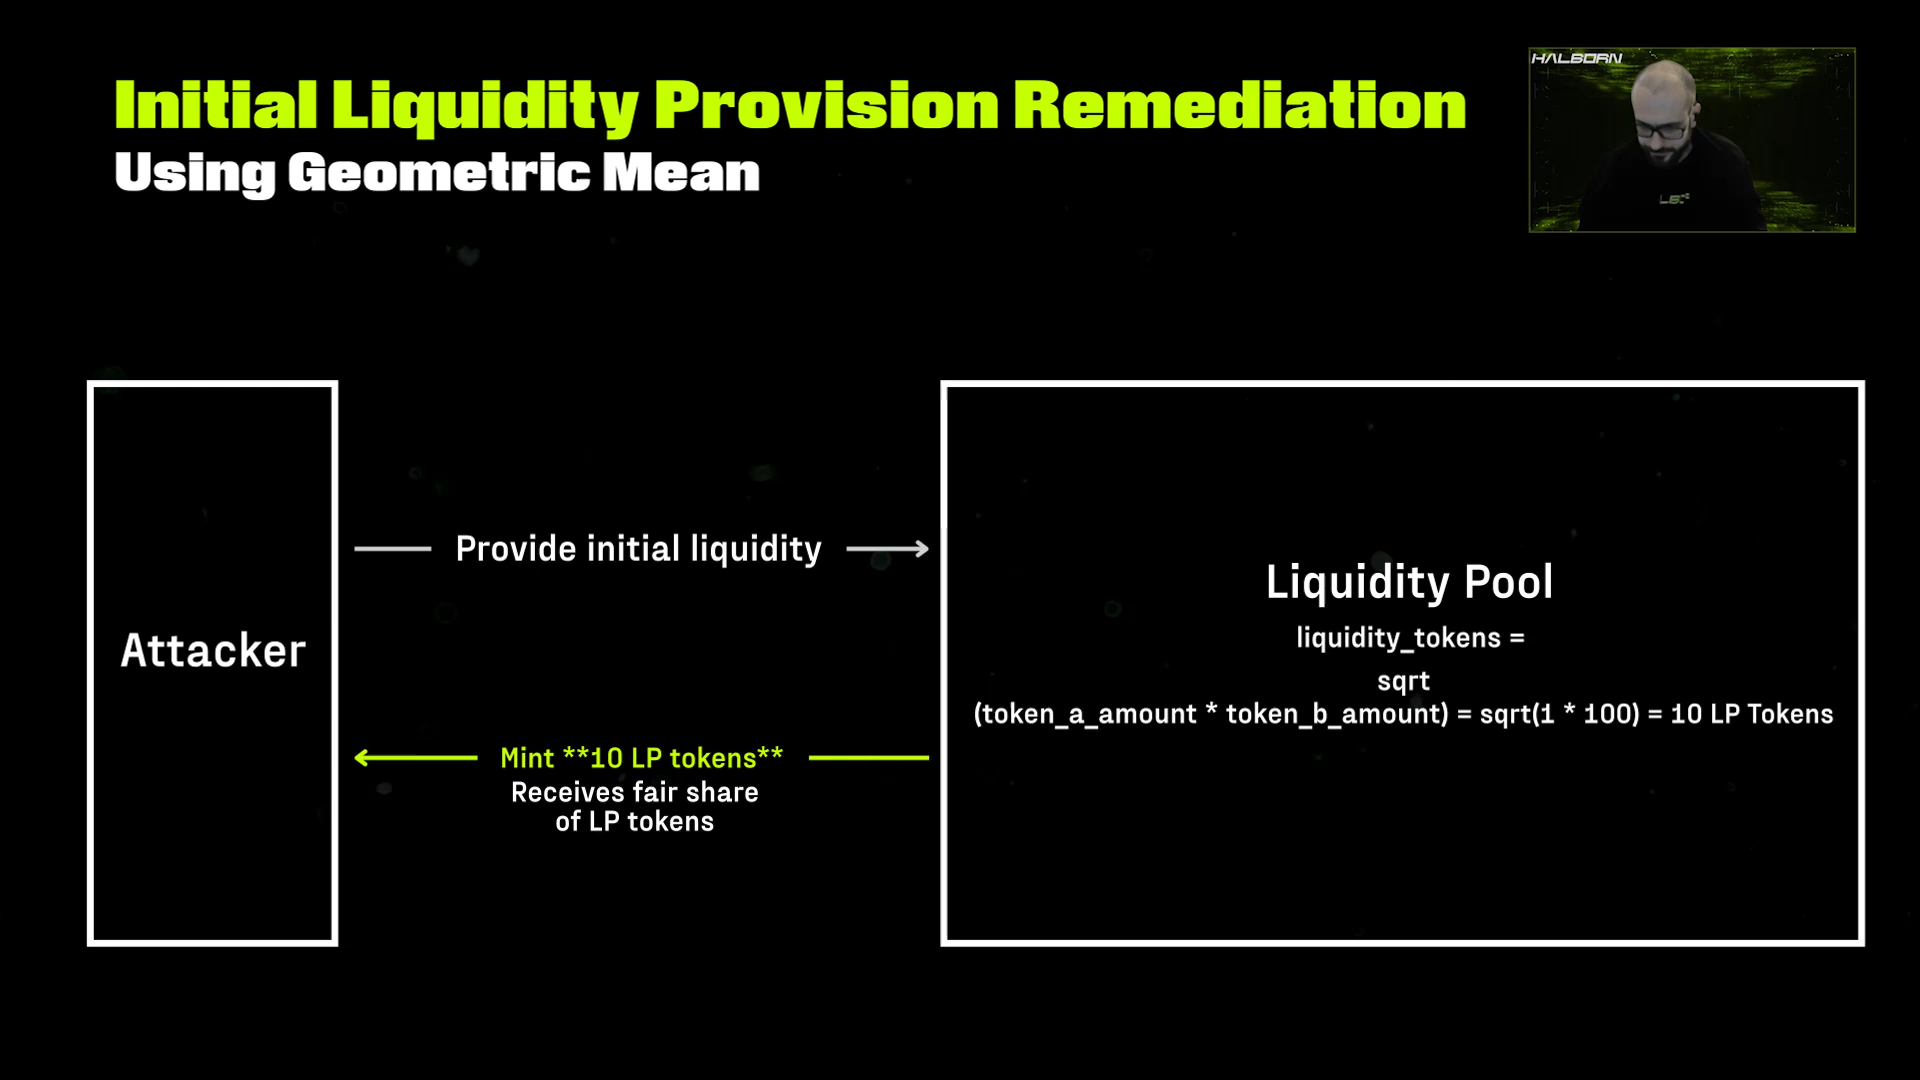 Initial Liquidity Provision Remediation
Using Geometric Mean
HALBORN
Attacker
Provide initial liquidity
Mint **10 LP tokens**
Receives fair share
of LP tokens
Liquidity Pool
liquidity_tokens =
sqrt
(token_a_amount * token_b_amount) = sqrt(1 * 100) = 10 LP Tokens